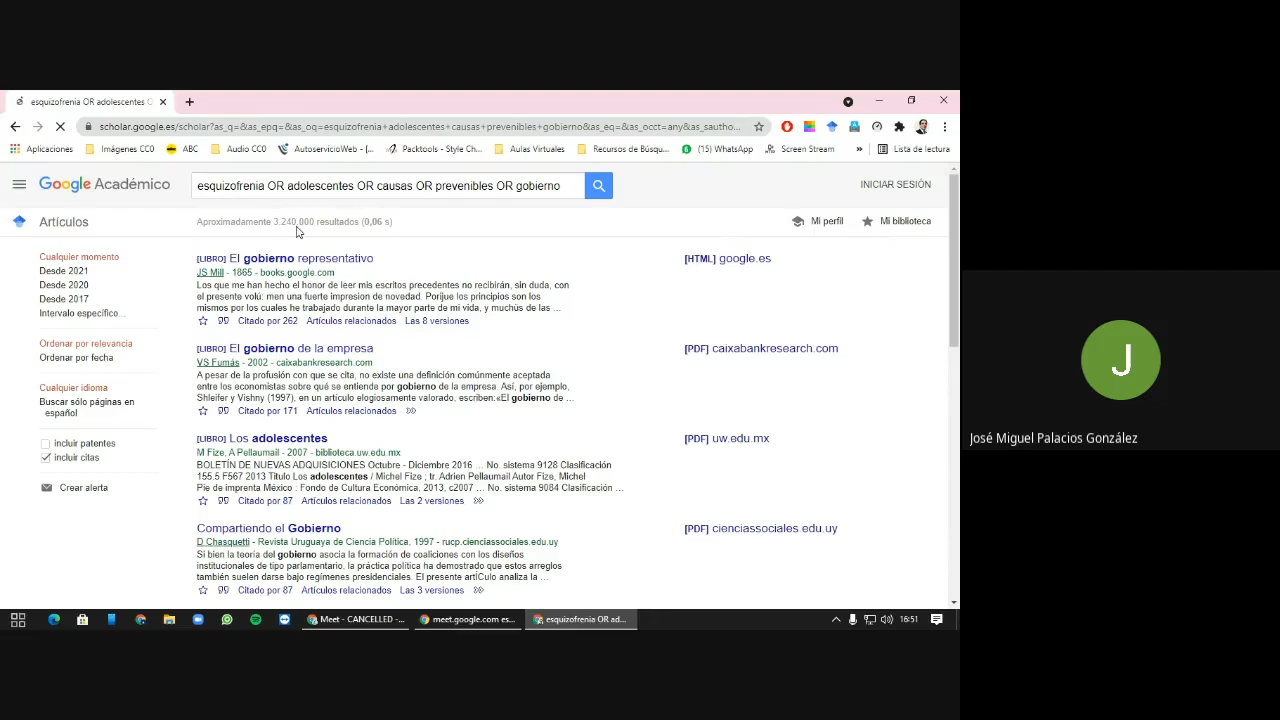 esquizofrenia OR adolescentes O
scholar.google.es/scholar?as_q=&as_epq=&as_oq=esquizofrenia+adolescentes+causas+prevenibles+gobierno&as_eq=&as_occt=any&as_sautho...
Aplicaciones Imágenes CC0 ABC Audio CC0 AutoservicioWeb - [... Packtools - Style Ch... Aulas Virtuales Recursos de Búsqu... (15) WhatsApp Screen Stream » Lista de lectura
Google Académico
esquizofrenia OR adolescentes OR causas OR prevenibles OR gobierno
INICIAR SESIÓN
Artículos
Aproximadamente 3.240.000 resultados (0,06 s)
Mi perfil
Mi biblioteca
Cualquier momento
Desde 2021
Desde 2020
Desde 2017
Intervalo específico...
Ordenar por relevancia
Ordenar por fecha
Cualquier idioma
Buscar sólo páginas en
español
incluir patentes
incluir citas
Crear alerta
[LIBRO] El gobierno representativo
JS Mill - 1865 - books.google.com
Los que me han hecho el honor de leer mis escritos precedentes no recibirán, sin duda, con
el presente volú: men una fuerte impresion de novedad. Porijue los principios son los
mismos por los cuales he trabajado durante la mayor parte de mi vida, y muchùs de las ...
Citado por 262 Artículos relacionados Las 8 versiones
[HTML] google.es
[LIBRO] El gobierno de la empresa
VS Fumás - 2002 - caixabankresearch.com
A pesar de la profusión con que se cita, no existe una definición comúnmente aceptada
entre los economistas sobre qué se entiende por gobierno de la empresa. Así, por ejemplo,
Shleifer y Vishny (1997), en un artículo elogiosamente valorado, escriben:«El gobierno de ...
Citado por 171 Artículos relacionados
[PDF] caixabankresearch.com
[LIBRO] Los adolescentes
M Fize, A Pellaumail - 2007 - biblioteca.uw.edu.mx
BOLETÍN DE NUEVAS ADQUISICIONES Octubre - Diciembre 2016 ... No. sistema 9128 Clasificación
155.5 F567 2013 Titulo Los adolescentes / Michel Fize ; tr. Adrien Pellaumail Autor Fize, Michel
Pie de imprenta México : Fondo de Cultura Económica, 2013, c2007 ... No. sistema 9084 Clasificación ...
Citado por 87 Artículos relacionados Las 2 versiones
[PDF] uw.edu.mx
Compartiendo el Gobierno
D Chasquetti - Revista Uruguaya de Ciencia Política, 1997 - rucp.cienciassociales.edu.uy
Si bien la teoría del gobierno asocia la formación de coaliciones con los diseños
institucionales de tipo parlamentario, la práctica política ha demostrado que estos arreglos
también suelen darse bajo regímenes presidenciales. El presente artíCulo analiza la ...
Citado por 87 Artículos relacionados Las 3 versiones
[PDF] cienciassociales.edu.uy
J
José Miguel Palacios González
Meet - CANCELLED -... meet.google.com es... esquizofrenia OR ad... 16:51